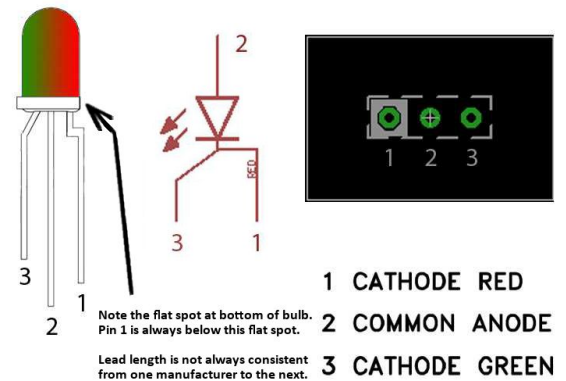 2
RED
3
1
1 2 3
3
2
1
Note the flat spot at bottom of bulb.
Pin 1 is always below this flat spot.
Lead length is not always consistent
from one manufacturer to the next.
1 CATHODE RED
2 COMMON ANODE
3 CATHODE GREEN